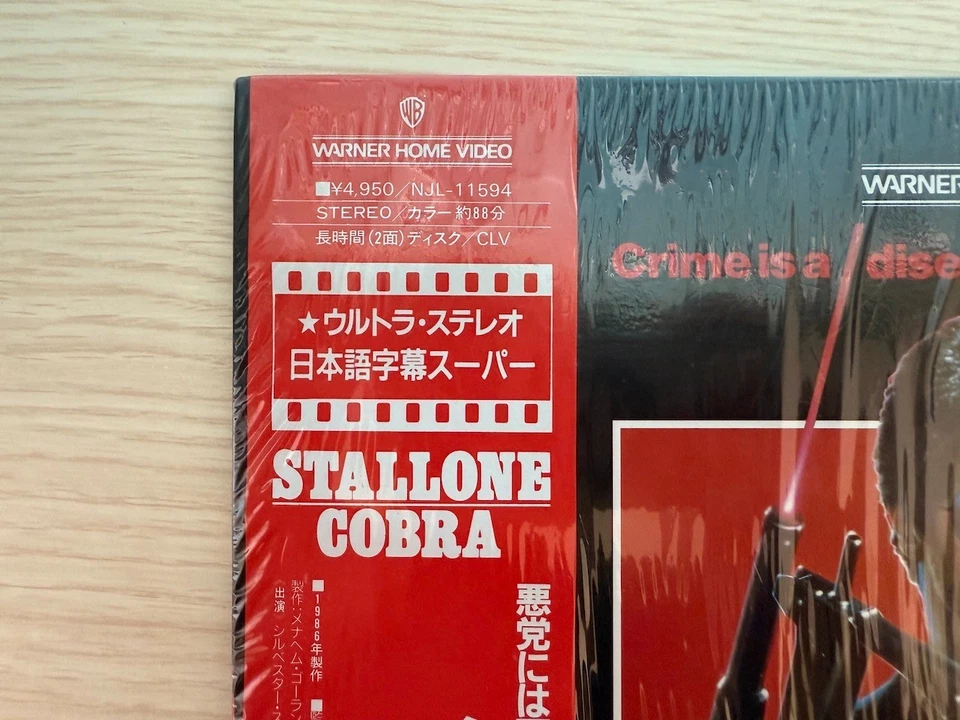 WB
WARNER HOME VIDEO
■¥4,950/NJL-11594
STEREO/カラー 約88分
長時間(2面)ディスク/CLV
★ウルトラ・ステレオ
日本語字幕スーパー
STALLONE
COBRA
悪党には
■1986年製作 ■監
製作:メナヘム・ゴーラン
出演 シルベスター・ス
WARNER
Crime is a dise